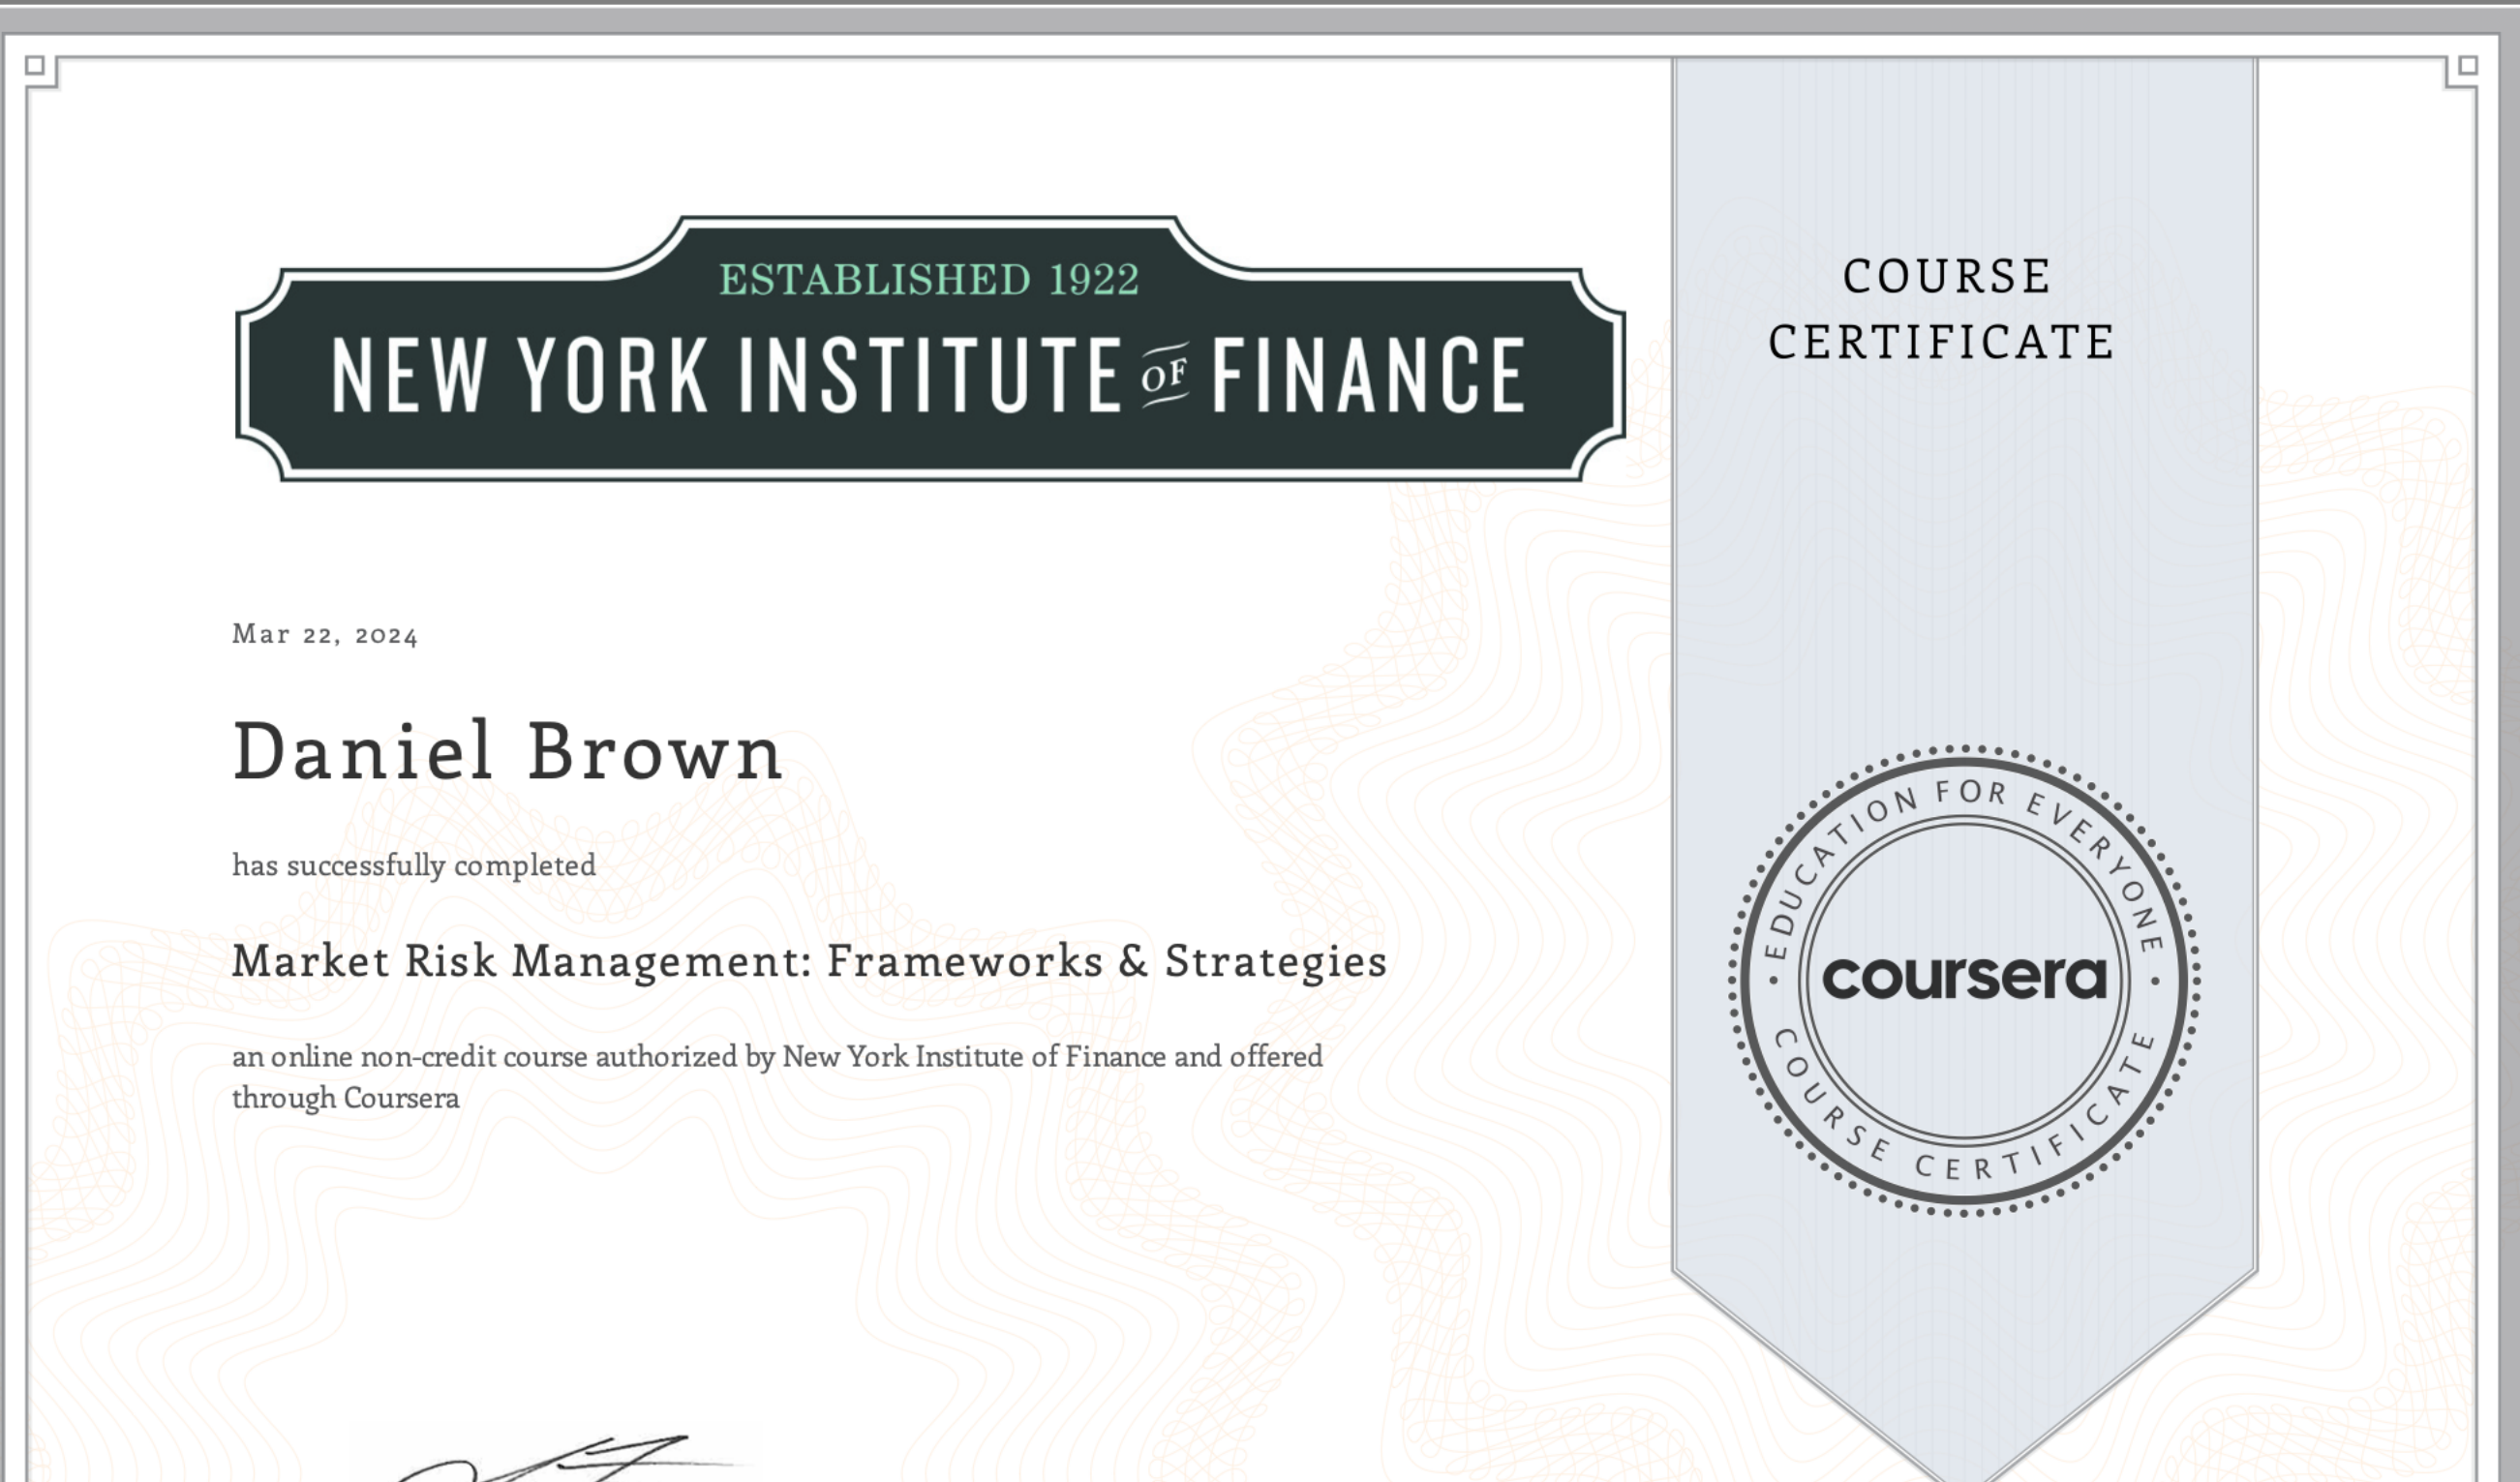 ESTABLISHED 1922
NEW YORK INSTITUTE OF FINANCE
COURSE
CERTIFICATE
Mar 22, 2024
Daniel Brown
has successfully completed
Market Risk Management: Frameworks & Strategies
an online non-credit course authorized by New York Institute of Finance and offered
through Coursera
EDUCATION FOR EVERYONE
coursera
COURSE CERTIFICATE